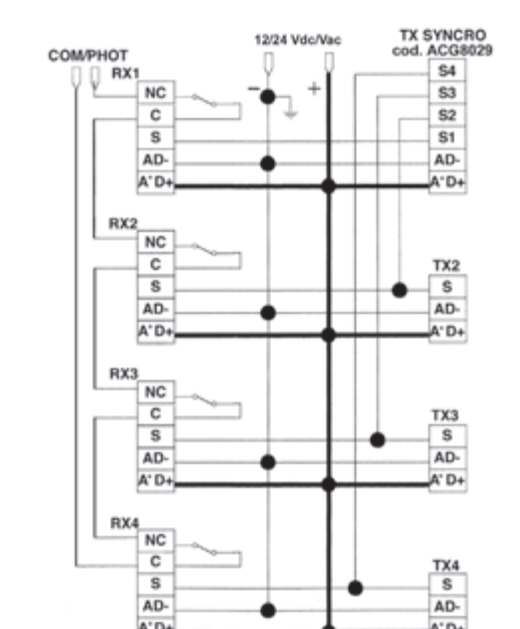 12/24 Vdc/Vac
TX SYNCRO
cod. ACG8029
COM/PHOT
RX1
- +
NC
C
S
AD-
A+ D+
S4
S3
S2
S1
AD-
A+ D+
RX2
NC
C
S
AD-
A+ D+
TX2
S
AD-
A+ D+
RX3
NC
C
S
AD-
A+ D+
TX3
S
AD-
A+ D+
RX4
NC
C
S
AD-
A+ D+
TX4
S
AD-
A+ D+